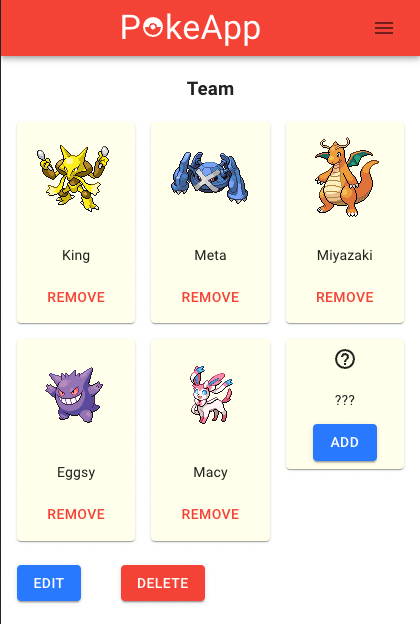 PokeApp
Team
King
Meta
Miyazaki
REMOVE
REMOVE
REMOVE
Eggsy
Macy
???
ADD
REMOVE
REMOVE
EDIT
DELETE